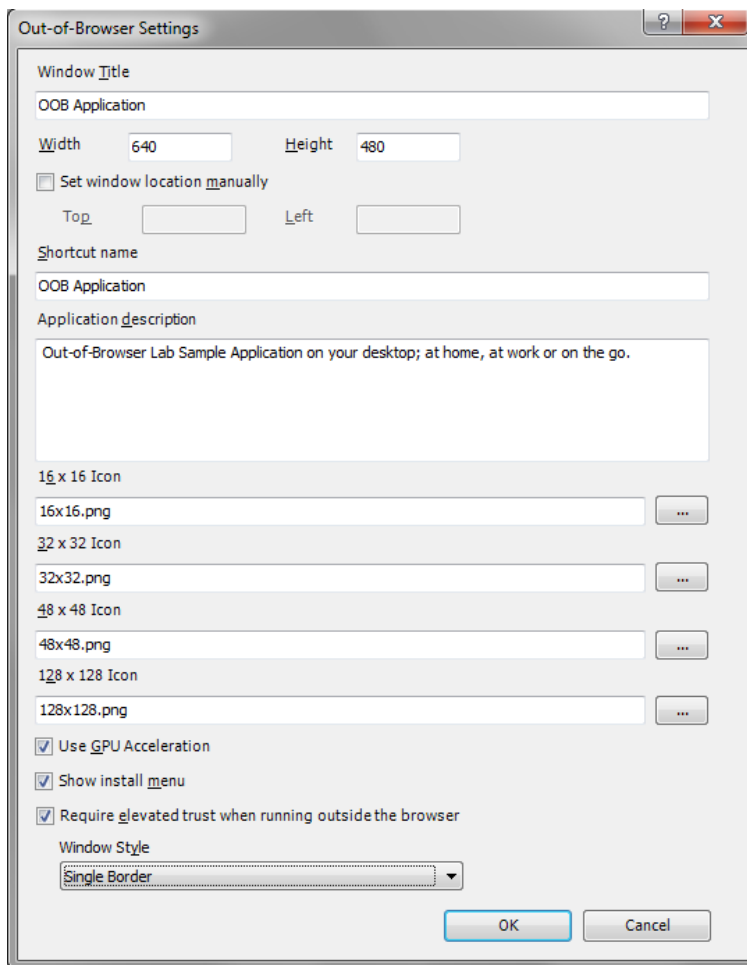 Out-of-Browser Settings
Window Title
OOB Application
Width 640 Height 480
Set window location manually
Top Left
Shortcut name
OOB Application
Application description
Out-of-Browser Lab Sample Application on your desktop; at home, at work or on the go.
16 x 16 Icon
16x16.png ...
32 x 32 Icon
32x32.png ...
48 x 48 Icon
48x48.png ...
128 x 128 Icon
128x128.png ...
Use GPU Acceleration
Show install menu
Require elevated trust when running outside the browser
Window Style
Single Border
OK Cancel